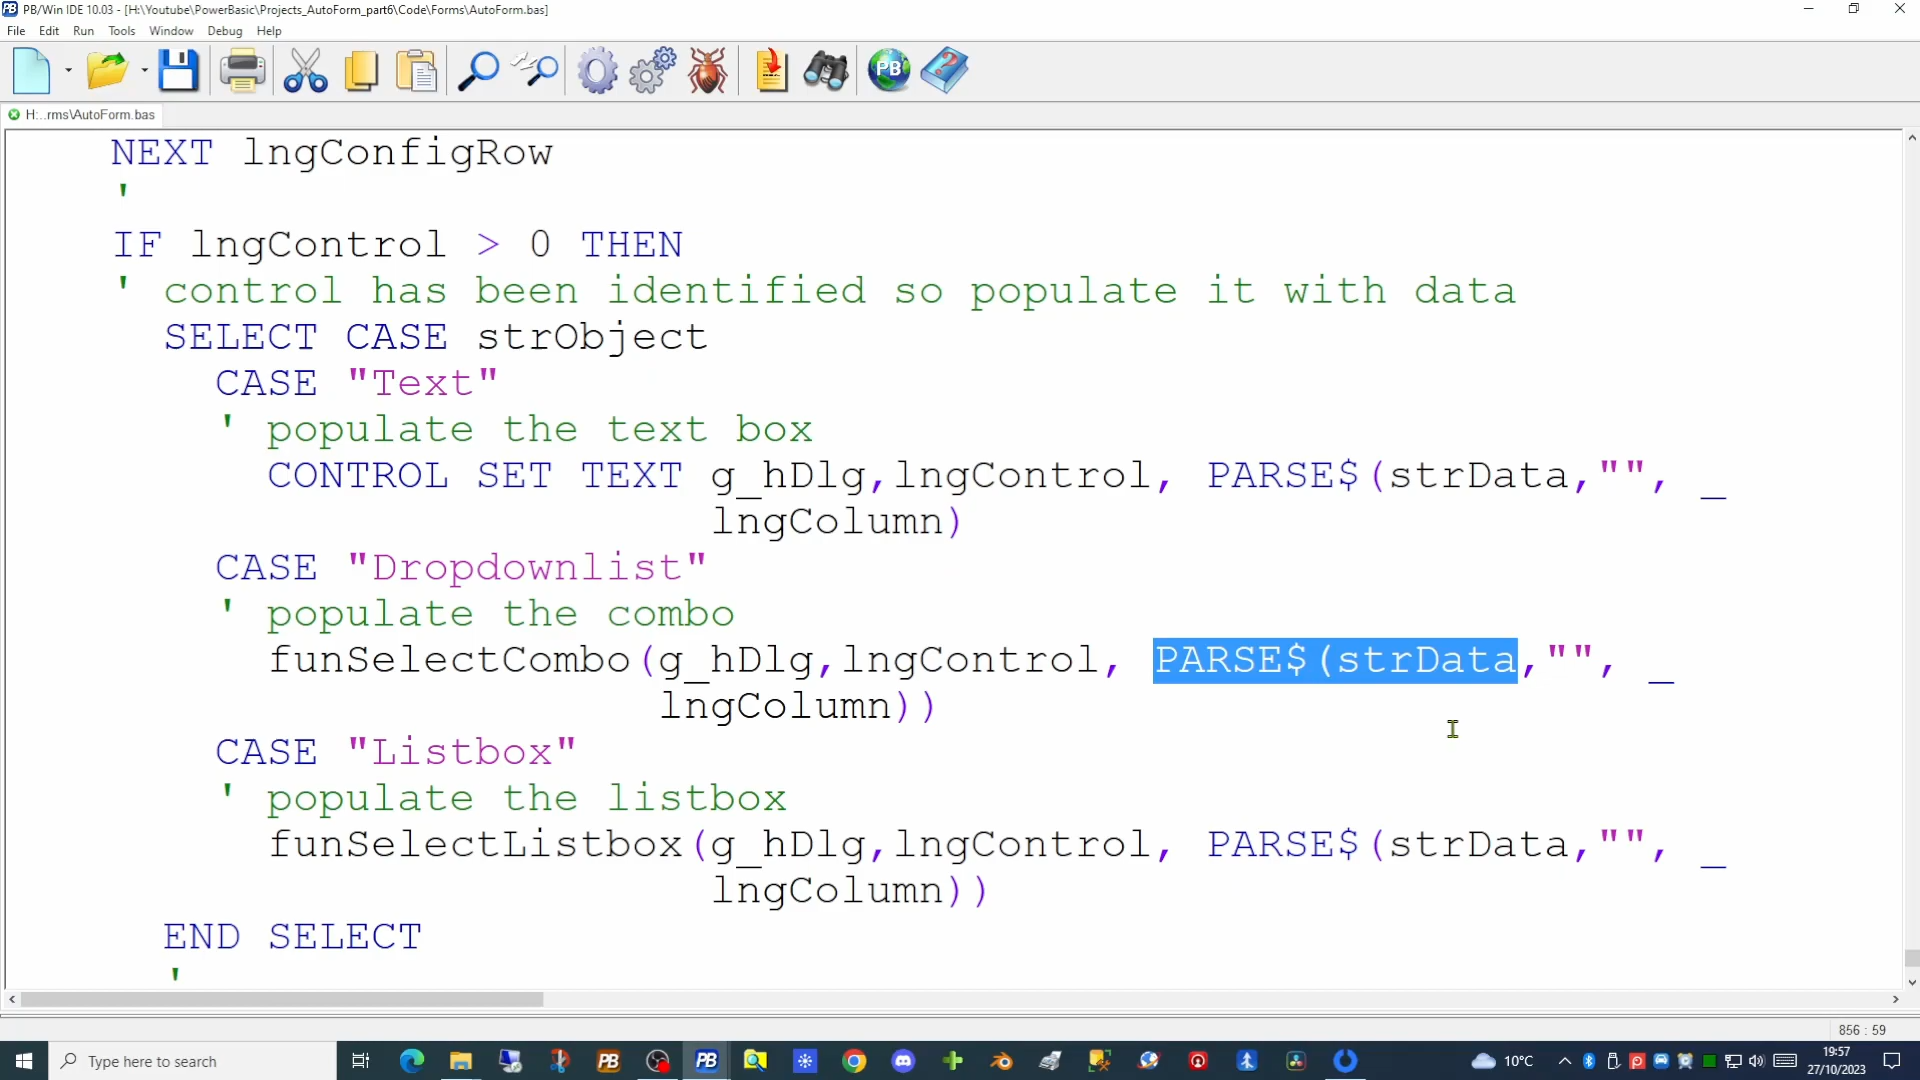 PB/Win IDE 10.03 - [H:\Youtube\PowerBasic\Projects_AutoForm_part6\Code\Forms\AutoForm.bas]
File Edit Run Tools Window Debug Help
PB
H:..rms\AutoForm.bas
NEXT lngConfigRow
'
IF lngControl > 0 THEN
' control has been identified so populate it with data
SELECT CASE strObject
CASE "Text"
' populate the text box
CONTROL SET TEXT g_hDlg,lngControl, PARSE$(strData,"", _
lngColumn)
CASE "Dropdownlist"
' populate the combo
funSelectCombo(g_hDlg,lngControl, PARSE$(strData,"", _
lngColumn))
CASE "Listbox"
' populate the listbox
funSelectListbox(g_hDlg,lngControl, PARSE$(strData,"", _
lngColumn))
END SELECT
'
856 : 59
Type here to search
PB
PB
10°C
19:57
27/10/2023